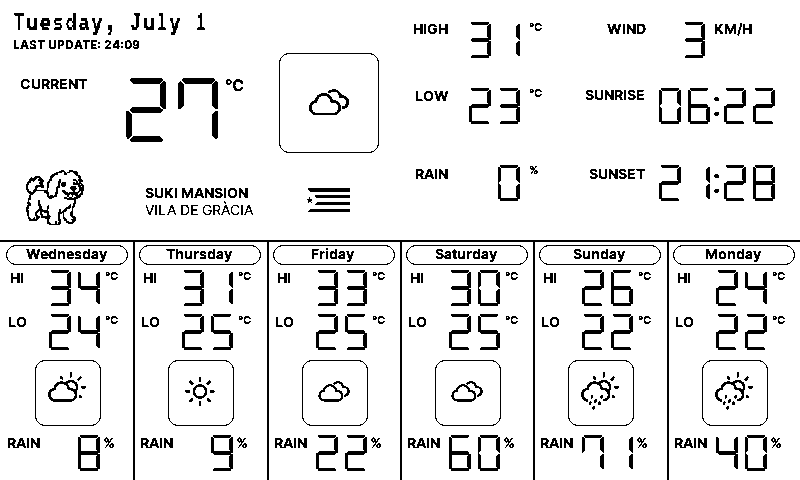 Tuesday, July 1
LAST UPDATE: 24:09
CURRENT 27 °C
HIGH 31 °C
WIND 3 KM/H
LOW 23 °C
SUNRISE 06:22
RAIN 0 %
SUNSET 21:28
SUKI MANSION
VILA DE GRÀCIA
Wednesday
HI 34 °C
LO 24 °C
RAIN 8 %
Thursday
HI 31 °C
LO 25 °C
RAIN 9 %
Friday
HI 33 °C
LO 25 °C
RAIN 22 %
Saturday
HI 30 °C
LO 25 °C
RAIN 60 %
Sunday
HI 26 °C
LO 22 °C
RAIN 71 %
Monday
HI 24 °C
LO 22 °C
RAIN 40 %